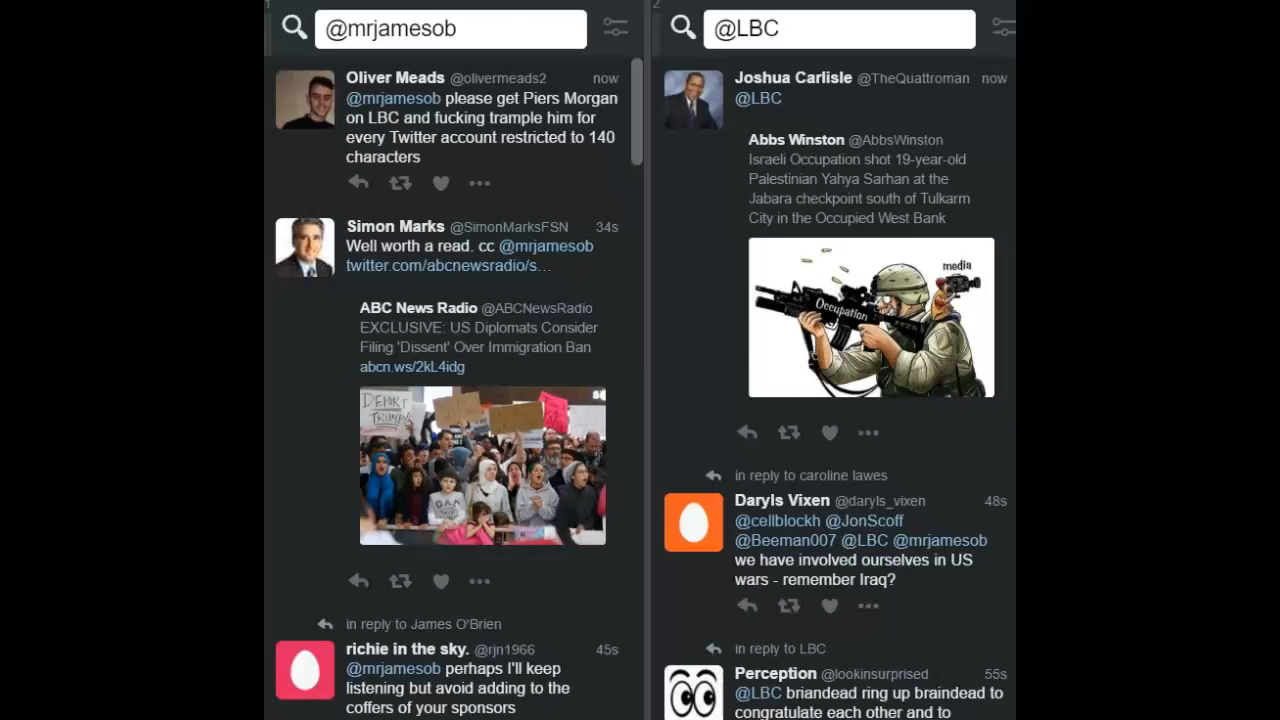 1
@mrjamesob
Oliver Meads @olivermeads2 now
@mrjamesob please get Piers Morgan
on LBC and fucking trample him for
every Twitter account restricted to 140
characters
Simon Marks @SimonMarksFSN 34s
Well worth a read. cc @mrjamesob
twitter.com/abcnewsradio/s…
ABC News Radio @ABCNewsRadio
EXCLUSIVE: US Diplomats Consider
Filing 'Dissent' Over Immigration Ban
abcn.ws/2kL4idg
DEPORT
TRUMP
in reply to James O'Brien
richie in the sky. @rjn1966 45s
@mrjamesob perhaps I'll keep
listening but avoid adding to the
coffers of your sponsors
2
@LBC
Joshua Carlisle @TheQuattroman now
@LBC
Abbs Winston @AbbsWinston
Israeli Occupation shot 19-year-old
Palestinian Yahya Sarhan at the
Jabara checkpoint south of Tulkarm
City in the Occupied West Bank
media
Occupation
in reply to caroline lawes
Daryls Vixen @daryls_vixen 48s
@cellblockh @JonScoff
@Beeman007 @LBC @mrjamesob
we have involved ourselves in US
wars - remember Iraq?
in reply to LBC
Perception @lookinsurprised 55s
@LBC briandead ring up braindead to
congratulate each other and to